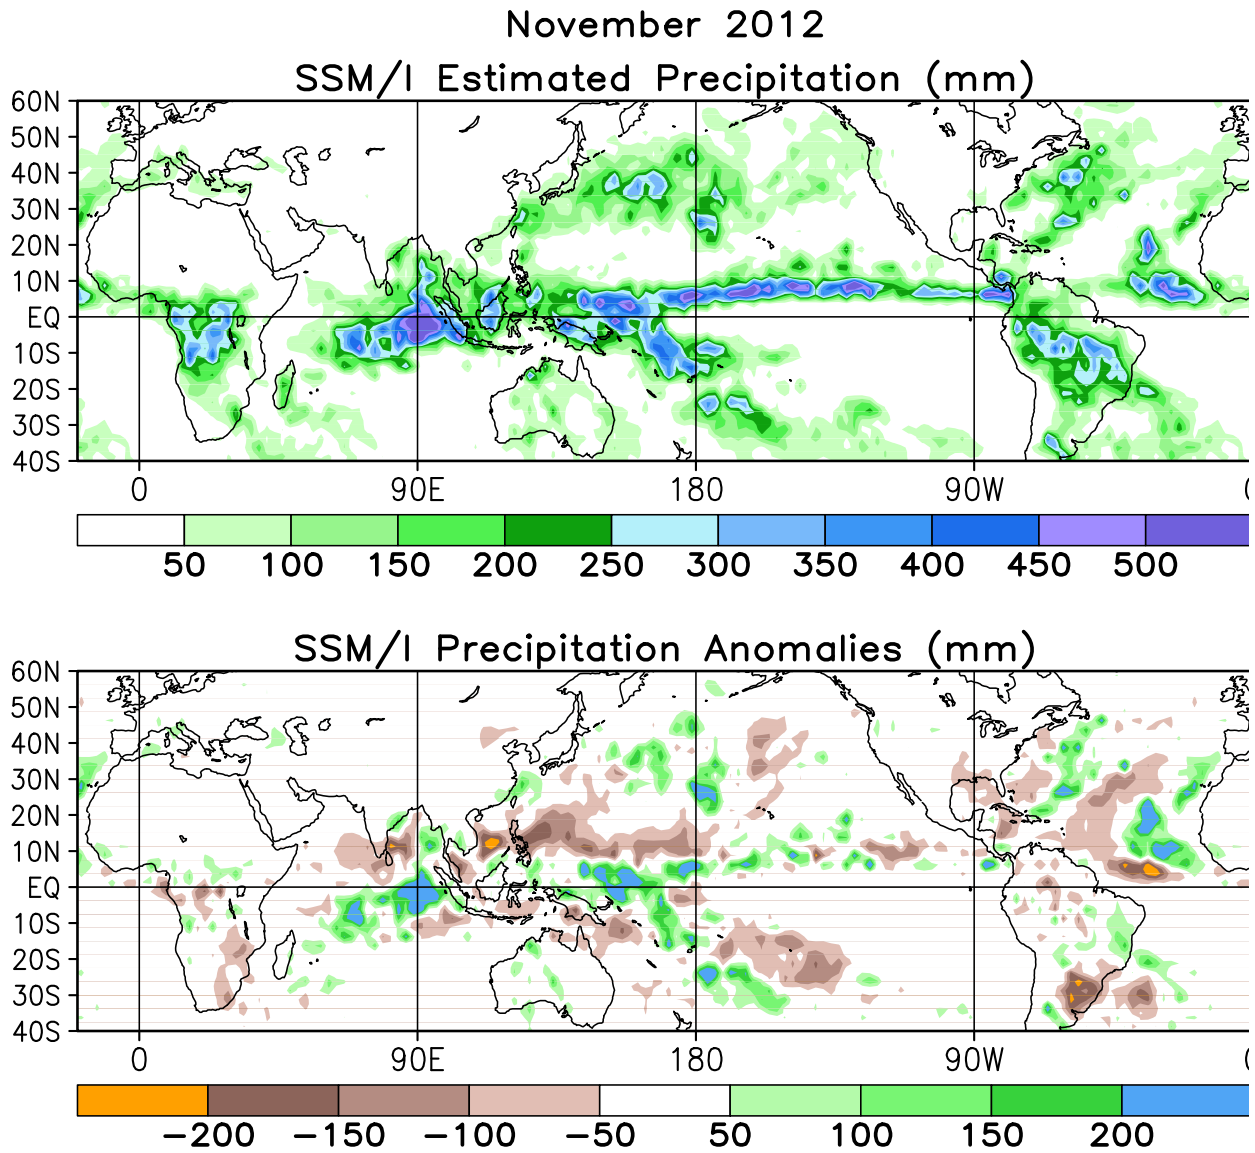 November 2012
SSM/I Estimated Precipitation (mm)
60N
50N
40N
30N
20N
10N
EQ
10S
20S
30S
40S
0 90E 180 90W 0
50 100 150 200 250 300 350 400 450 500
SSM/I Precipitation Anomalies (mm)
60N
50N
40N
30N
20N
10N
EQ
10S
20S
30S
40S
0 90E 180 90W 0
−200 −150 −100 −50 50 100 150 200